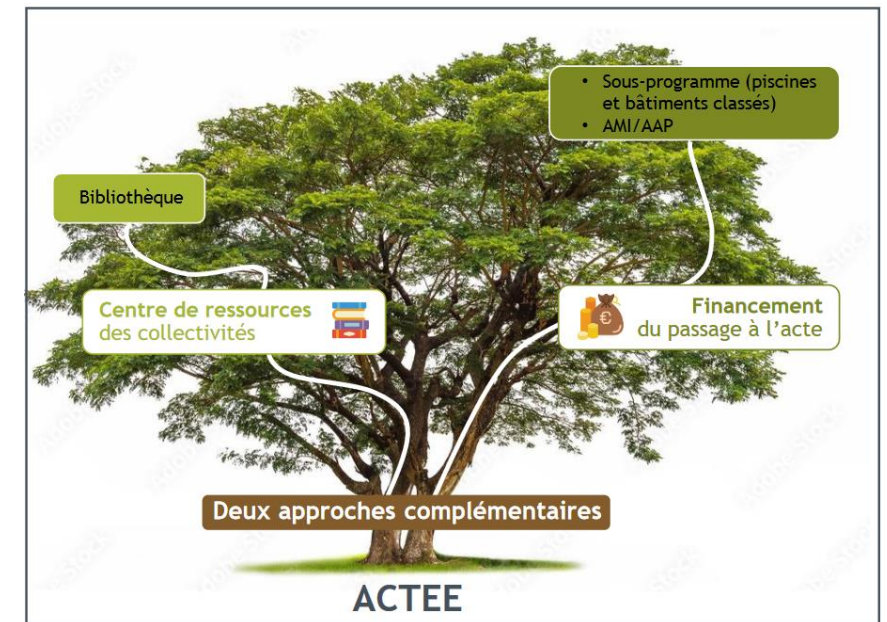 • Sous-programme (piscines
et bâtiments classés)
• AMI/AAP
Bibliothèque
Centre de ressources
des collectivités
Financement
du passage à l'acte
Deux approches complémentaires
ACTEE